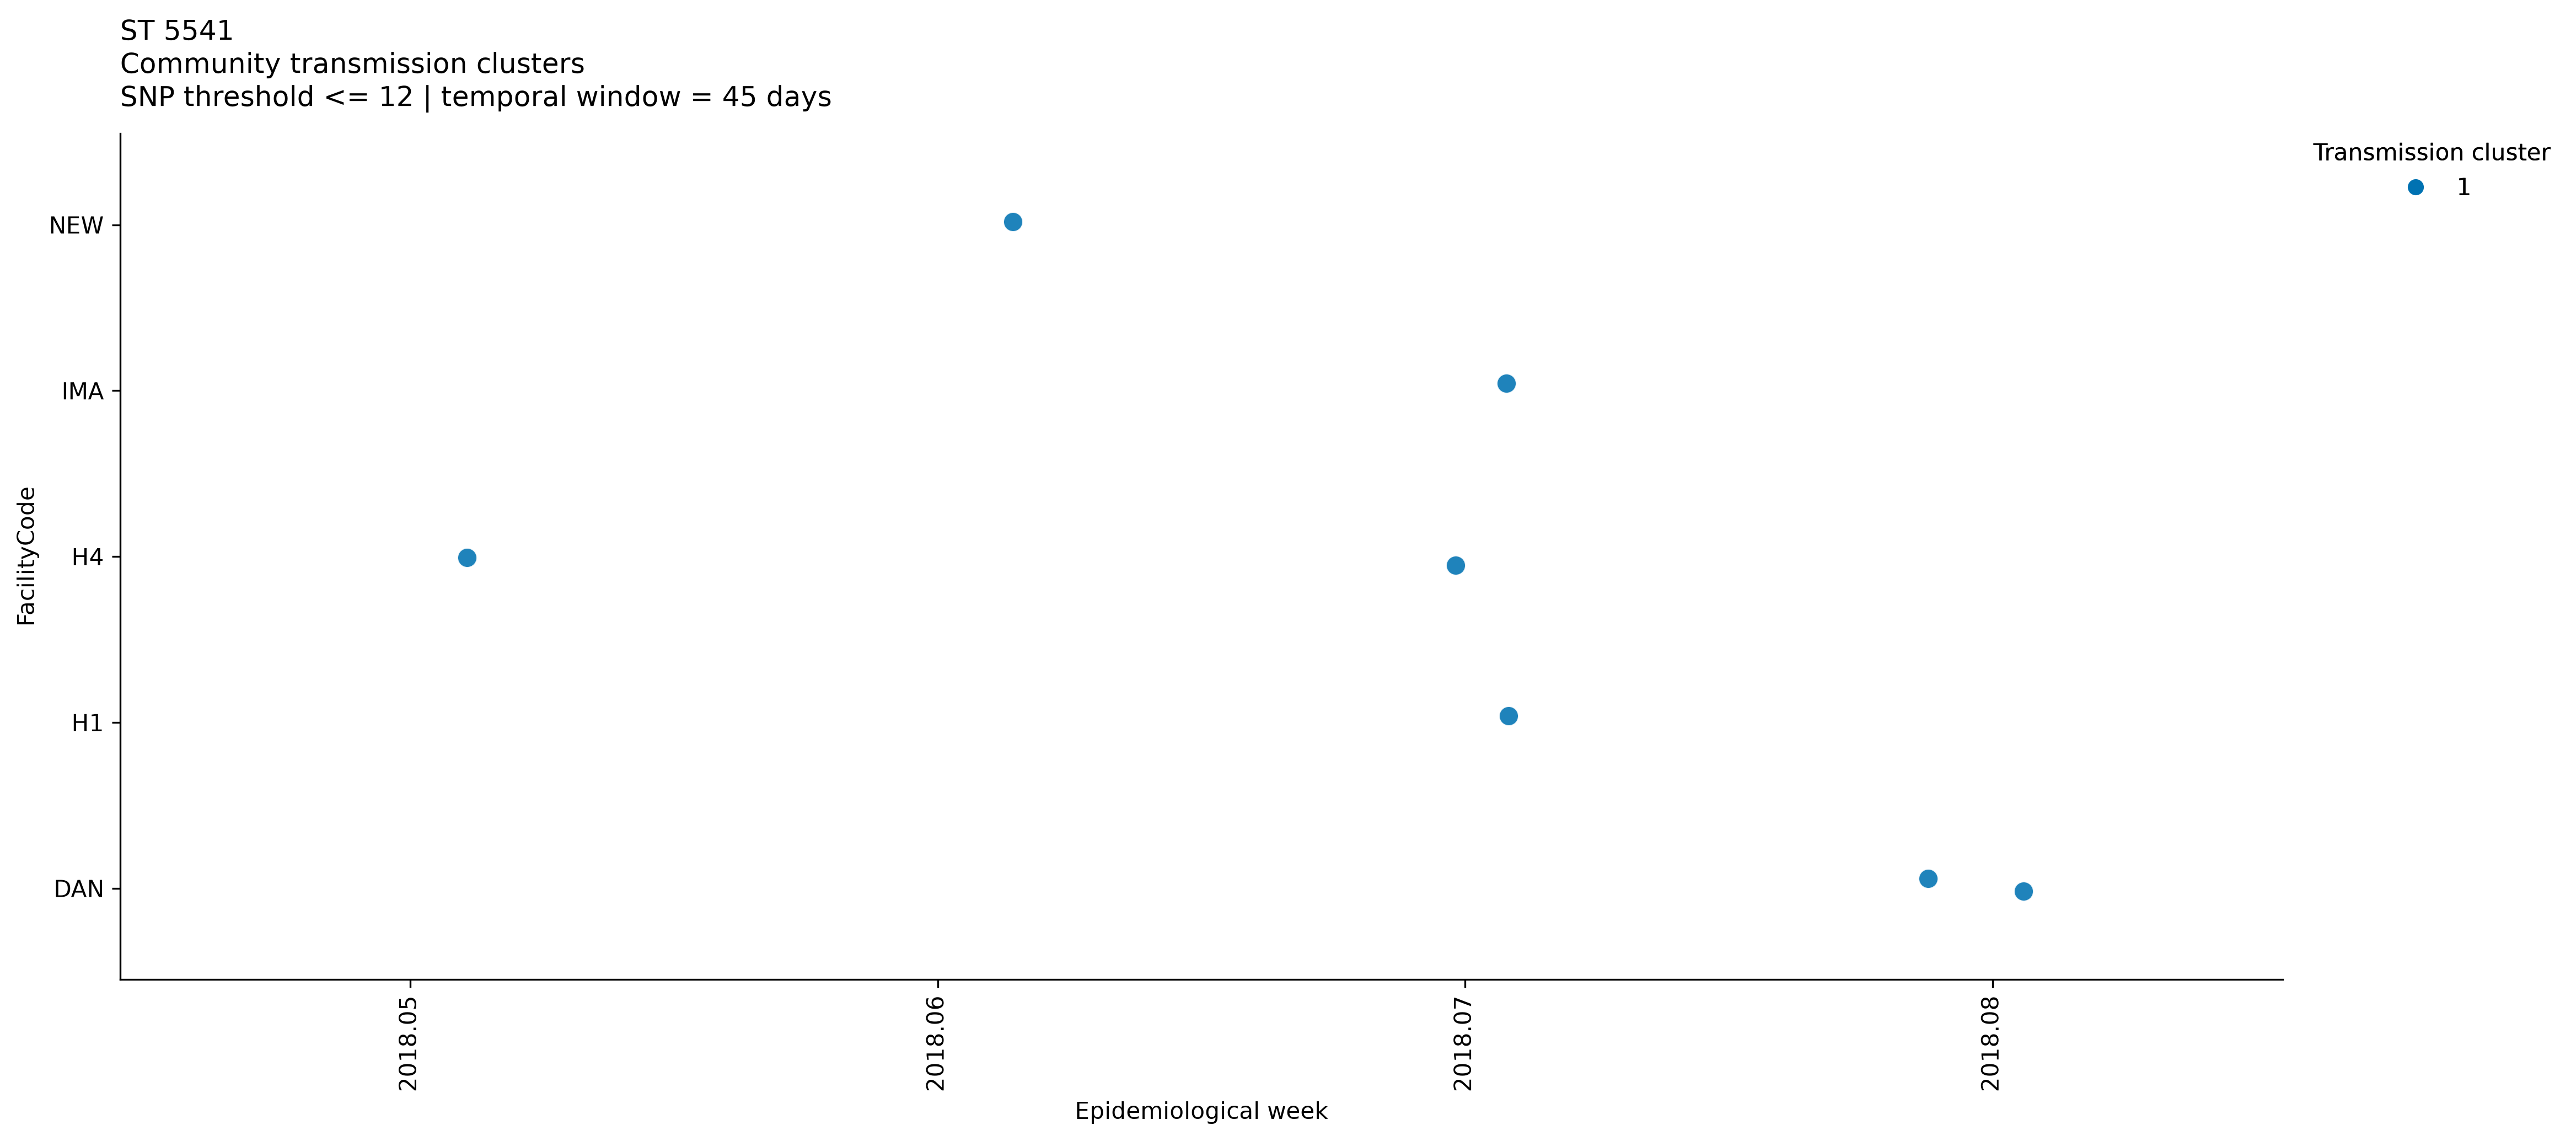 ST 5541
Community transmission clusters
SNP threshold <= 12 | temporal window = 45 days
Transmission cluster
1
NEW
IMA
H4
H1
DAN
FacilityCode
2018.05
2018.06
2018.07
2018.08
Epidemiological week